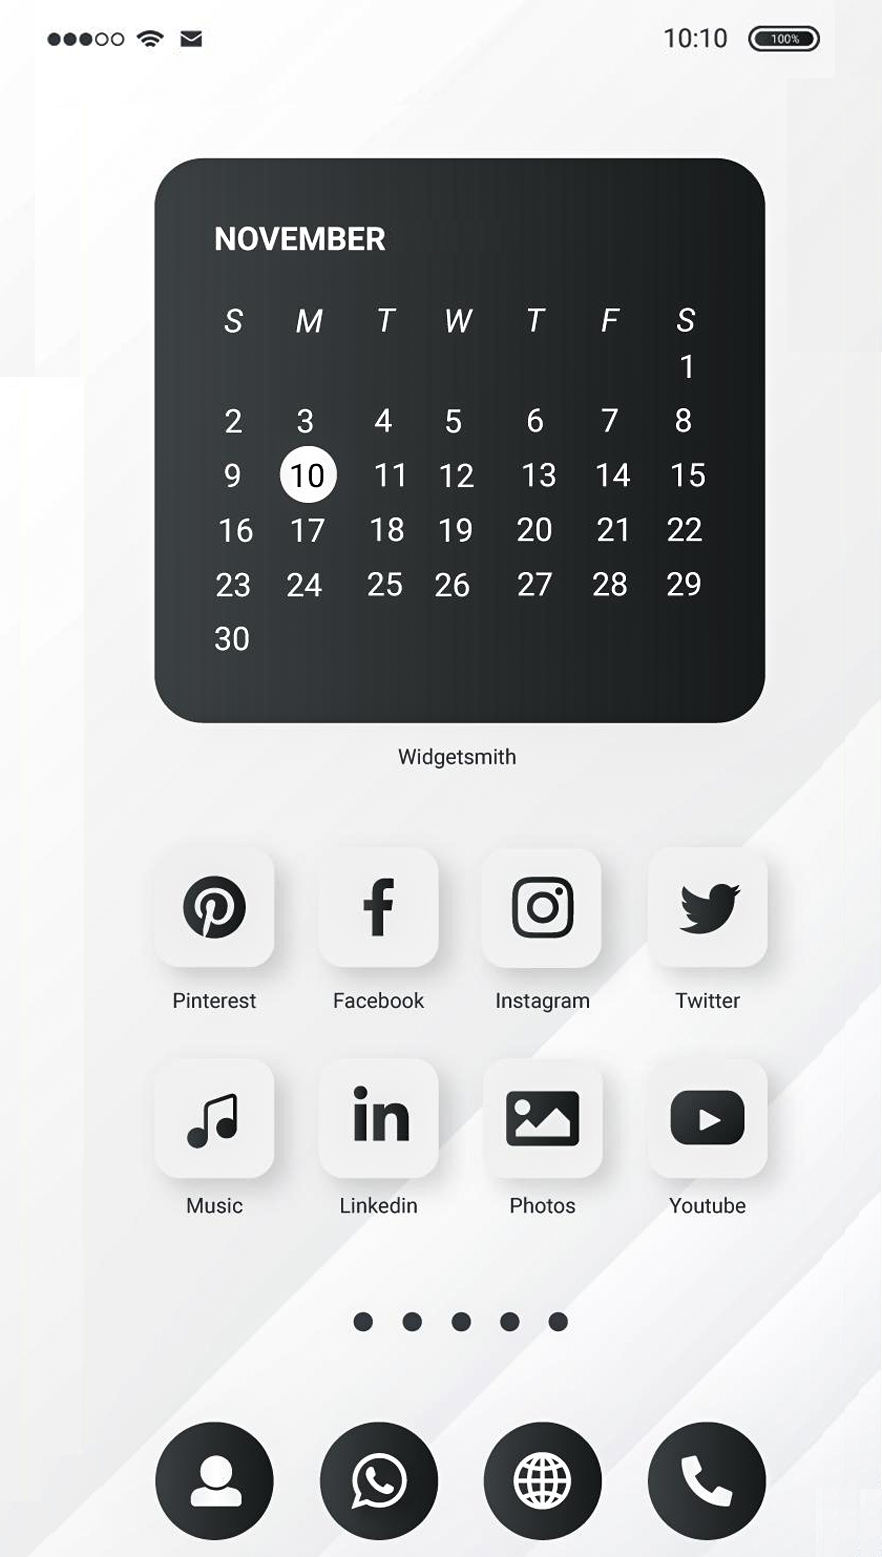 10:10 100%
NOVEMBER
S M T W T F S
1
2 3 4 5 6 7 8
9 10 11 12 13 14 15
16 17 18 19 20 21 22
23 24 25 26 27 28 29
30
Widgetsmith
Pinterest Facebook Instagram Twitter
in
Music Linkedin Photos Youtube